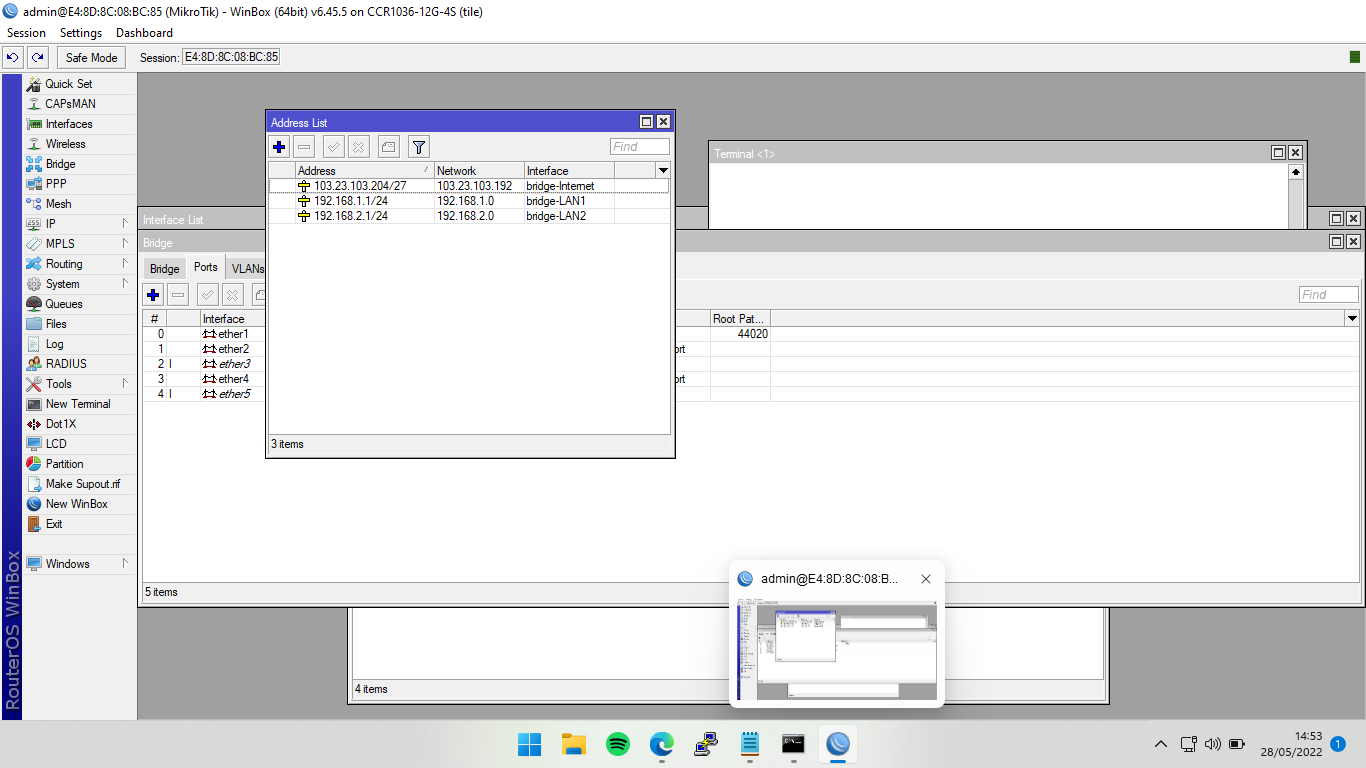 admin@E4:8D:8C:08:BC:85 (MikroTik) - WinBox (64bit) v6.45.5 on CCR1036-12G-4S (tile)
Session Settings Dashboard
Safe Mode Session: E4:8D:8C:08:BC:85
Quick Set
CAPsMAN
Interfaces
Wireless
Bridge
PPP
Mesh
IP
MPLS
Routing
System
Queues
Files
Log
RADIUS
Tools
New Terminal
Dot1X
LCD
Partition
Make Supout.rif
New WinBox
Exit
Windows
RouterOS WinBox
Address List
Find
Address Network Interface
103.23.103.204/27 103.23.103.192 bridge-Internet
192.168.1.1/24 192.168.1.0 bridge-LAN1
192.168.2.1/24 192.168.2.0 bridge-LAN2
3 items
Terminal <1>
Interface List
Bridge
Bridge Ports VLANs
Find
# Interface Root Pat...
0 ether1 44020
1 ether2 ort
2 I ether3
3 ether4 ort
4 I ether5
5 items
4 items
admin@E4:8D:8C:08:B...
14:53
28/05/2022
1